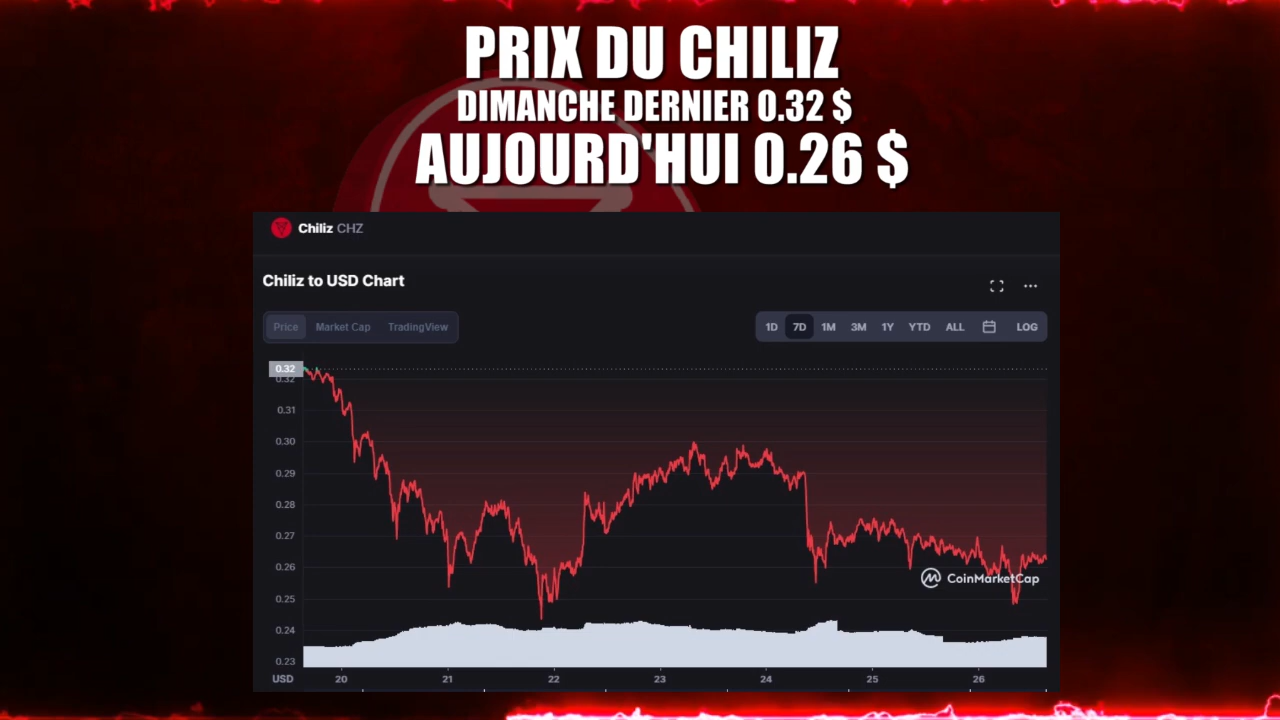 PRIX DU CHILIZ
DIMANCHE DERNIER 0.32 $
AUJOURD'HUI 0.26 $
Chiliz CHZ
Chiliz to USD Chart
Price Market Cap TradingView
1D 7D 1M 3M 1Y YTD ALL LOG
0.32
0.32
0.31
0.30
0.29
0.28
0.27
0.26
0.25
0.24
0.23
CoinMarketCap
USD 20 21 22 23 24 25 26